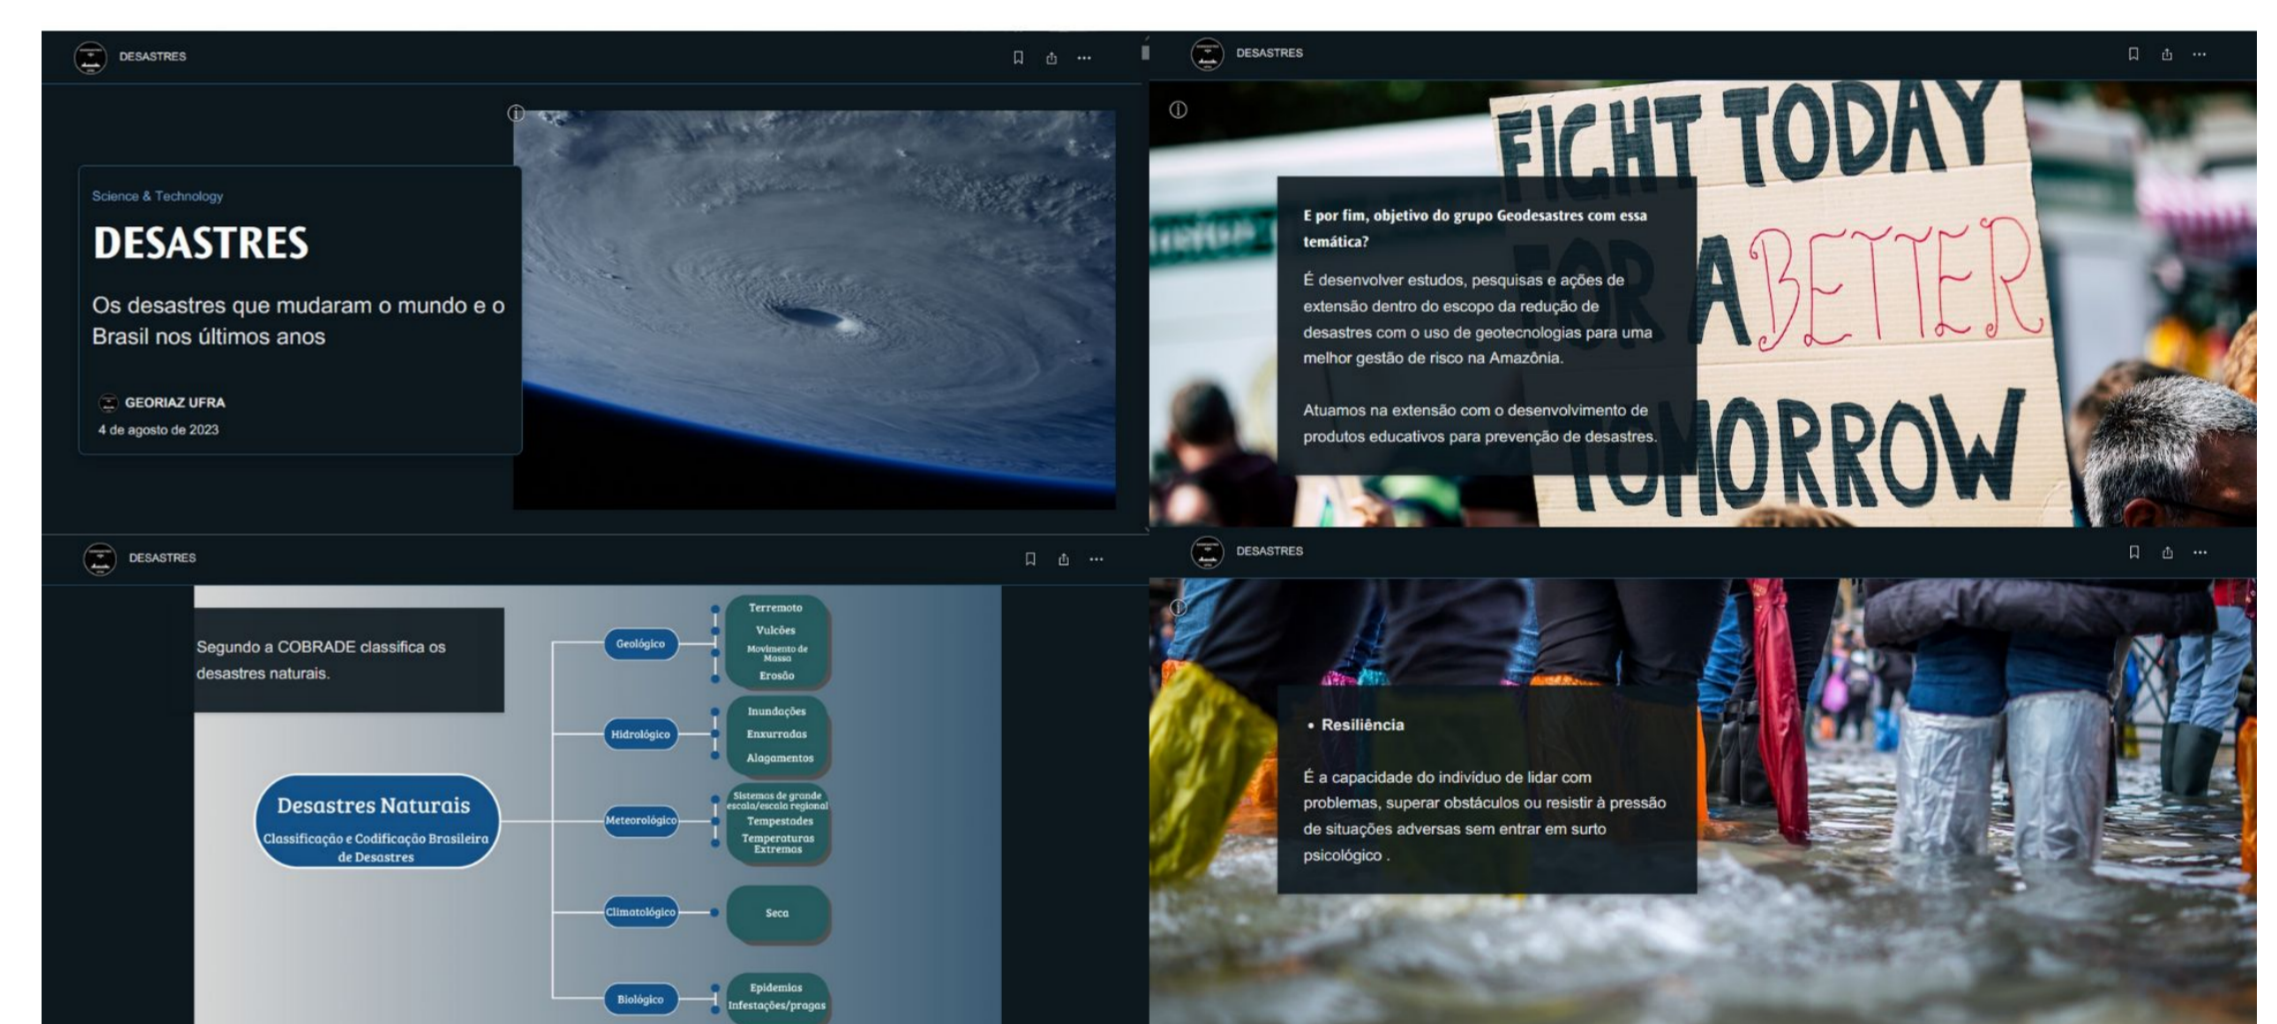 DESASTRES
Science & Technology
DESASTRES
Os desastres que mudaram o mundo e o
Brasil nos últimos anos
GEORIAZ UFRA
4 de agosto de 2023
DESASTRES
FIGHT TODAY
FOR A BETTER
TOMORROW
E por fim, objetivo do grupo Geodesastres com essa
temática?
É desenvolver estudos, pesquisas e ações de
extensão dentro do escopo da redução de
desastres com o uso de geotecnologias para uma
melhor gestão de risco na Amazônia.
Atuamos na extensão com o desenvolvimento de
produtos educativos para prevenção de desastres.
DESASTRES
Segundo a COBRADE classifica os
desastres naturais.
Desastres Naturais
Classificação e Codificação Brasileira
de Desastres
Geológico
Terremoto
Vulcões
Movimento de
Massa
Erosão
Hidrológico
Inundações
Enxurradas
Alagamentos
Meteorológico
Sistemas de grande
escala/escala regional
Tempestades
Temperaturas
Extremas
Climatológico
Seca
Biológico
Epidemias
Infestações/pragas
DESASTRES
• Resiliência
É a capacidade do indivíduo de lidar com
problemas, superar obstáculos ou resistir à pressão
de situações adversas sem entrar em surto
psicológico .